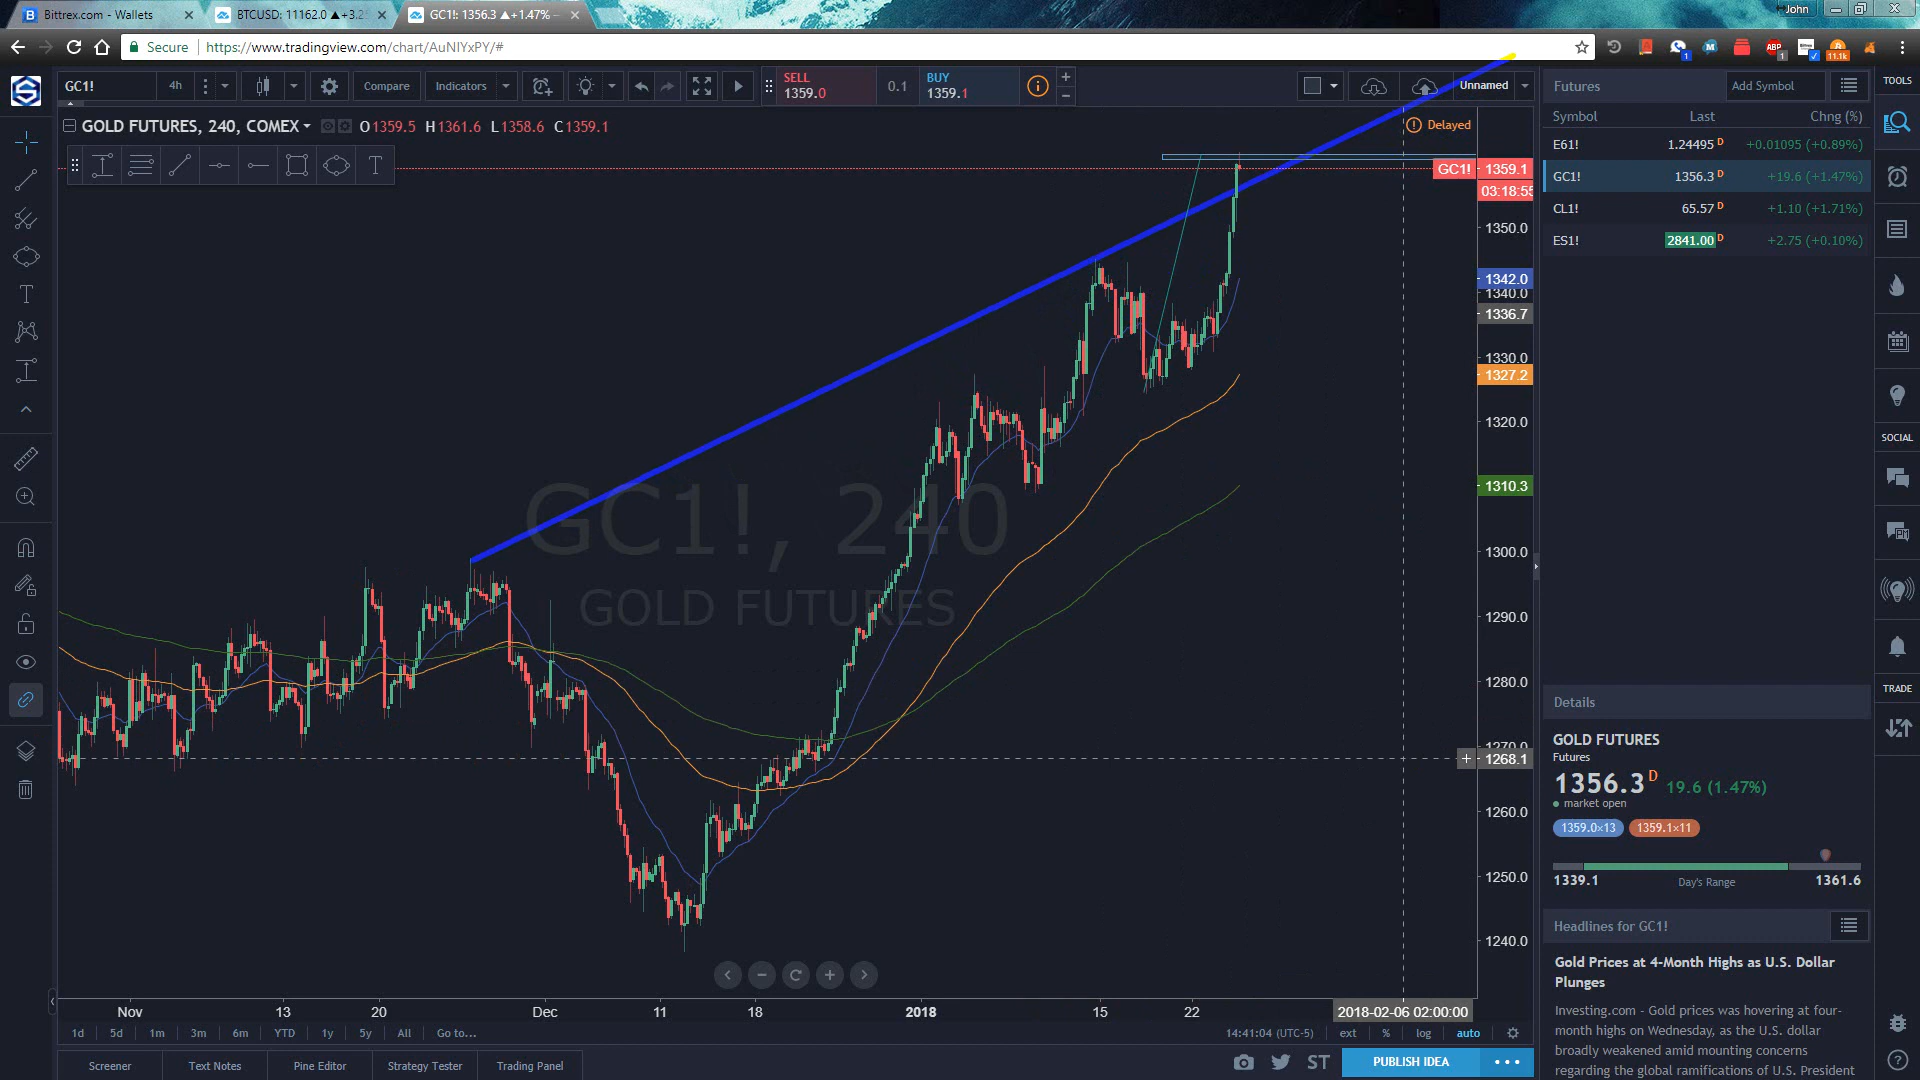 Bittrex.com - Wallets
BTCUSD: 11162.0 ▲+3.2
GC1!: 1356.3 ▲+1.47% –
John
Secure https://www.tradingview.com/chart/AuNIYxPY/#
ABP
11.1k
GC1! 4h Compare Indicators
SELL 1359.0
0.1
BUY 1359.1
Unnamed
GOLD FUTURES, 240, COMEX O1359.5 H1361.6 L1358.6 C1359.1
Delayed
T
GC1! 1359.1
03:18:55
1350.0
1342.0
1340.0
1336.7
1330.0
1327.2
1320.0
1310.3
1300.0
1290.0
1280.0
1270.0
1268.1
1260.0
1250.0
1240.0
GC1!, 240
GOLD FUTURES
Nov 13 20 Dec 11 18 2018 15 22 2018-02-06 02:00:00
1d 5d 1m 3m 6m YTD 1y 5y All Go to...
14:41:04 (UTC-5) ext % log auto
Screener Text Notes Pine Editor Strategy Tester Trading Panel
ST PUBLISH IDEA
Futures Add Symbol
Symbol Last Chng (%)
E61! 1.24495 D +0.01095 (+0.89%)
GC1! 1356.3 D +19.6 (+1.47%)
CL1! 65.57 D +1.10 (+1.71%)
ES1! 2841.00 D +2.75 (+0.10%)
Details
GOLD FUTURES
Futures
1356.3 D 19.6 (1.47%)
market open
1359.0×13 1359.1×11
1339.1 Day's Range 1361.6
Headlines for GC1!
Gold Prices at 4-Month Highs as U.S. Dollar
Plunges
Investing.com - Gold prices was hovering at four-
month highs on Wednesday, as the U.S. dollar
broadly weakened amid mounting concerns
regarding the global ramifications of U.S. President
TOOLS
SOCIAL
TRADE